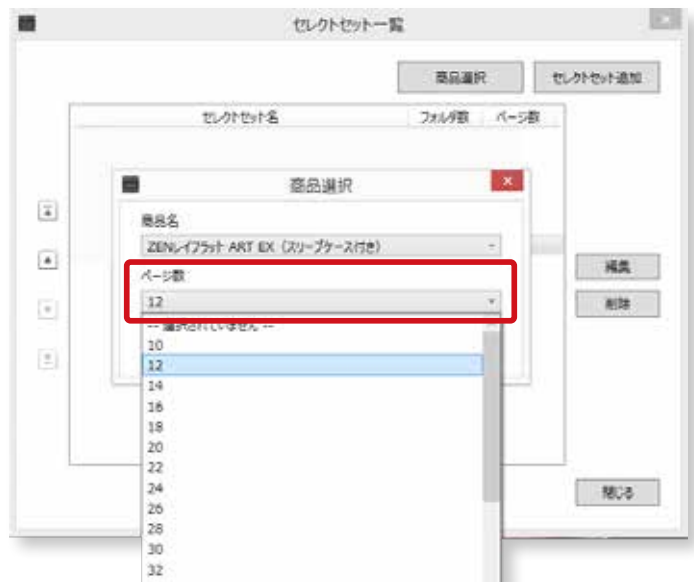 セレクトセット一覧
商品選択
セレクトセット追加
セレクトセット名
フォルダ数
ページ数
商品選択
商品名
ZENレイフラット ART EX（スリーブケース付き）
ページ数
12
-- 選択されていません --
10
12
14
16
18
20
22
24
26
28
30
32
編集
削除
閉じる